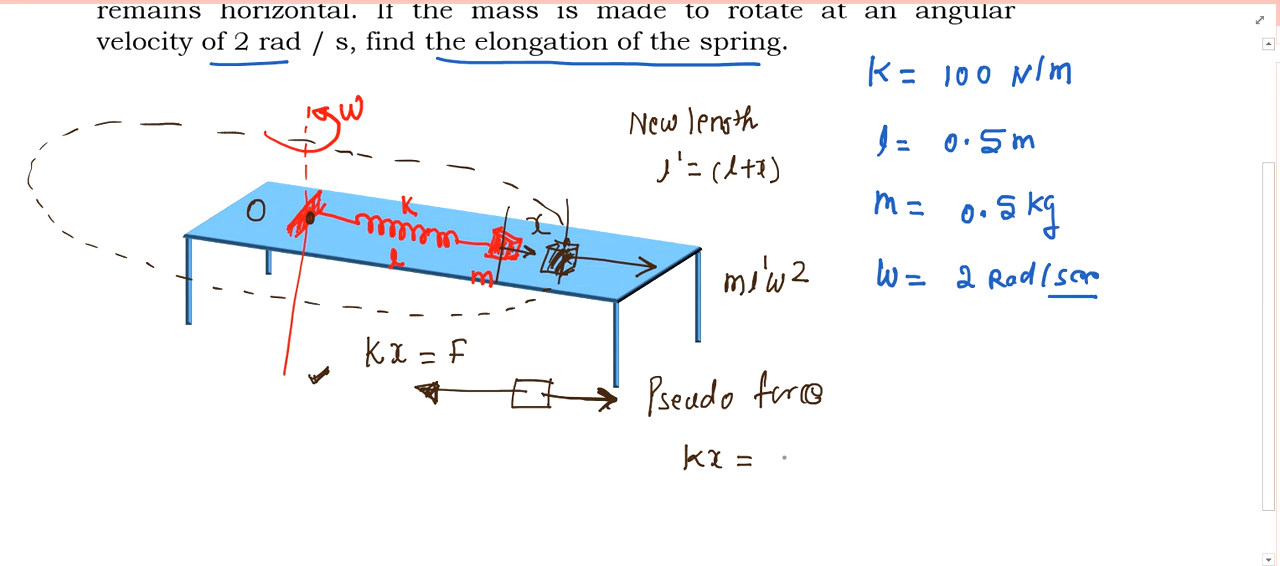 remains horizontal. If the mass is made to rotate at an angular
velocity of 2 rad / s, find the elongation of the spring.
K = 100 N/m
l = 0.5 m
m = 0.5 kg
W = 2 Rad/sec
W
New length
l' = (l+x)
O
K
x
l
m
ml'w2
Kx = F
Pseudo force
kx =